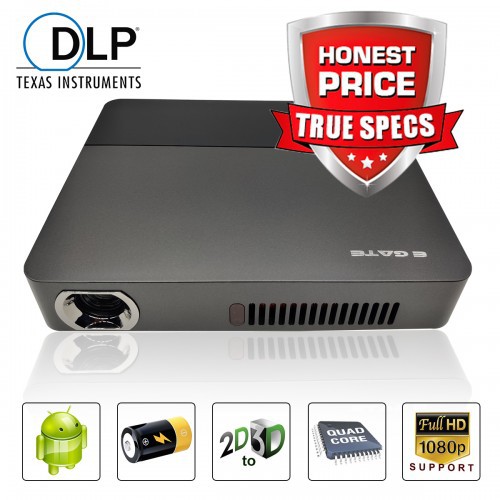 DLP
TEXAS INSTRUMENTS
HONEST
PRICE
TRUE SPECS
E GATE
2D to 3D
QUAD
CORE
Full HD
1080p
SUPPORT